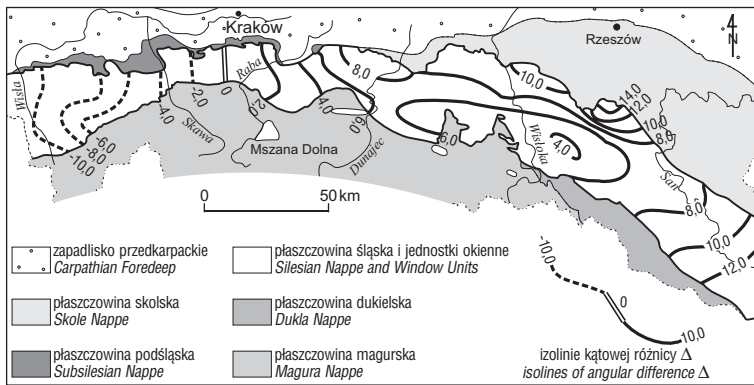 Kraków
Rzeszów
N
Wisła
Skawa
Raba
Mszana Dolna
Dunajec
Wisłoka
San
-10,0
-8,0
-6,0
-4,0
-2,0
0
2,0
4,0
6,0
8,0
6,0
4,0
10,0
14,0
12,0
10,0
8,0
8,0
10,0
12,0
0 50 km
zapadlisko przedkarpackie
Carpathian Foredeep
płaszczowina skolska
Skole Nappe
płaszczowina podśląska
Subsilesian Nappe
płaszczowina śląska i jednostki okienne
Silesian Nappe and Window Units
płaszczowina dukielska
Dukla Nappe
płaszczowina magurska
Magura Nappe
-10,0
0
10,0
izolinie kątowej różnicy Δ
isolines of angular difference Δ